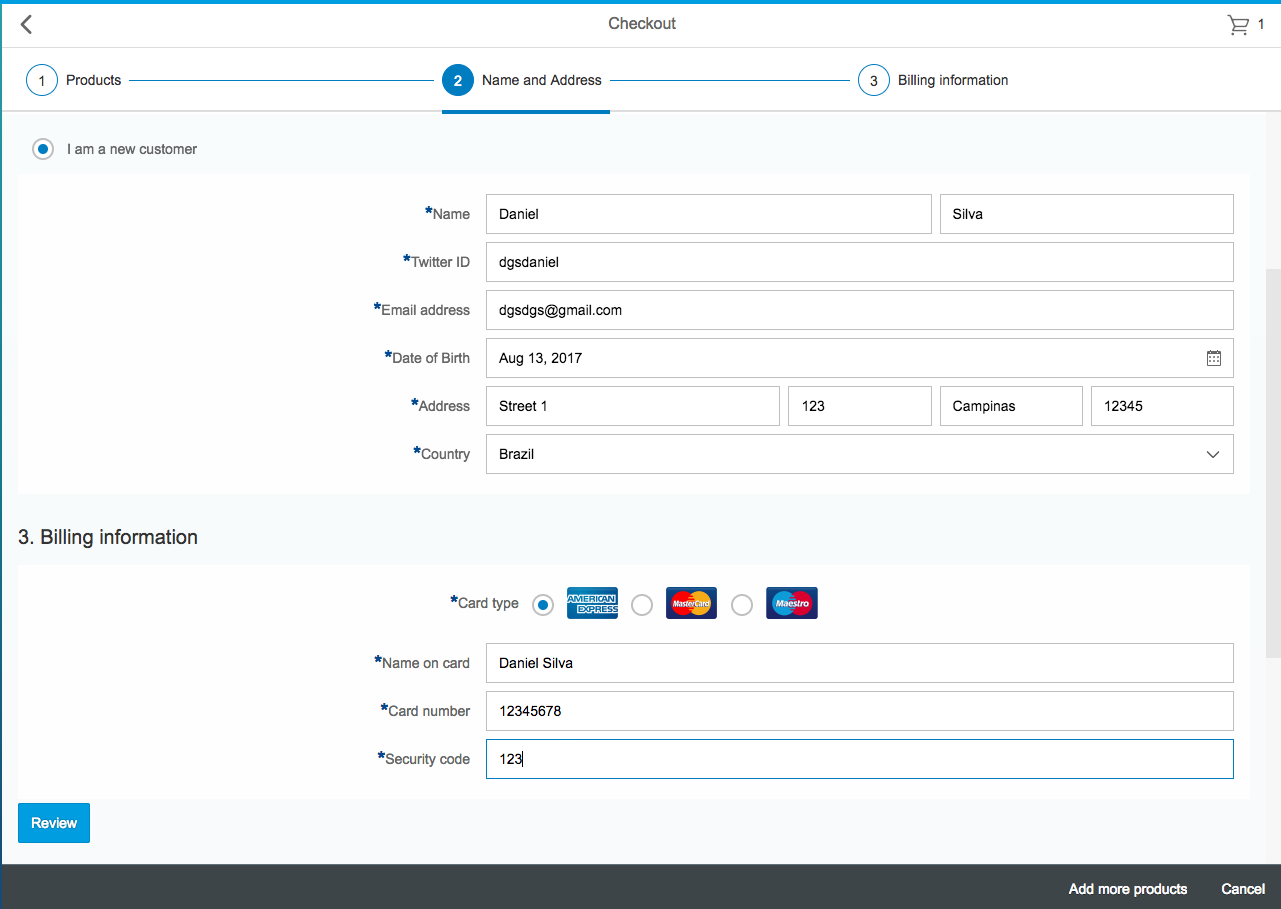 Checkout 1
1 Products 2 Name and Address 3 Billing information
I am a new customer
*Name Daniel Silva
*Twitter ID dgsdaniel
*Email address dgsdgs@gmail.com
*Date of Birth Aug 13, 2017
*Address Street 1 123 Campinas 12345
*Country Brazil
3. Billing information
*Card type AMERICAN EXPRESS MasterCard Maestro
*Name on card Daniel Silva
*Card number 12345678
*Security code 123
Review
Add more products Cancel